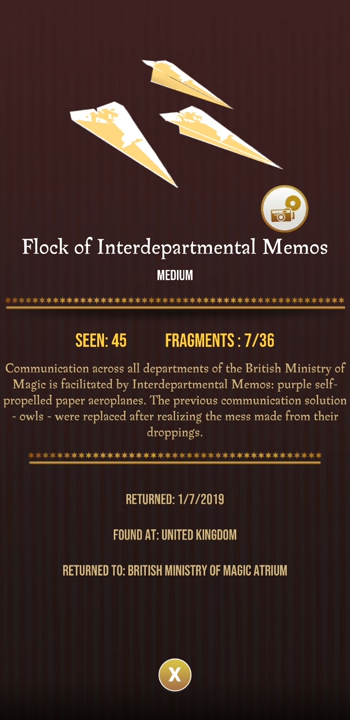 Flock of Interdepartmental Memos
MEDIUM
SEEN: 45 FRAGMENTS : 7/36
Communication across all departments of the British Ministry of
Magic is facilitated by Interdepartmental Memos: purple self-
propelled paper aeroplanes. The previous communication solution
- owls - were replaced after realizing the mess made from their
droppings.
RETURNED: 1/7/2019
FOUND AT: UNITED KINGDOM
RETURNED TO: BRITISH MINISTRY OF MAGIC ATRIUM
X